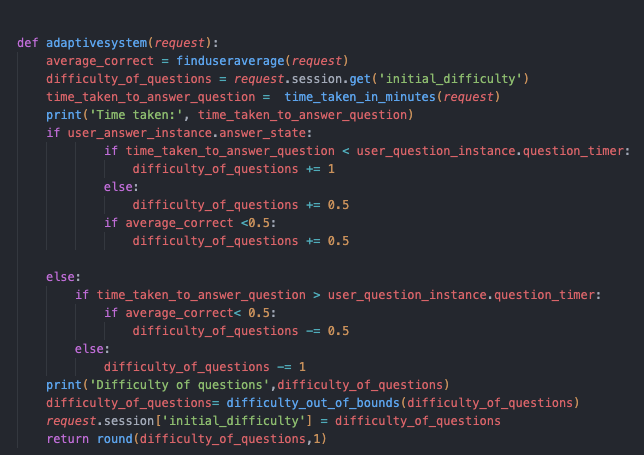 def adaptivesystem(request):
    average_correct = finduseraverage(request)
    difficulty_of_questions = request.session.get('initial_difficulty')
    time_taken_to_answer_question =  time_taken_in_minutes(request)
    print('Time taken:', time_taken_to_answer_question)
    if user_answer_instance.answer_state:
            if time_taken_to_answer_question < user_question_instance.question_timer:
                difficulty_of_questions += 1
            else:
                difficulty_of_questions += 0.5
            if average_correct <0.5:
                difficulty_of_questions += 0.5

    else:
        if time_taken_to_answer_question > user_question_instance.question_timer:
            if average_correct< 0.5:
                difficulty_of_questions -= 0.5
        else:
            difficulty_of_questions -= 1
    print('Difficulty of questions',difficulty_of_questions)
    difficulty_of_questions= difficulty_out_of_bounds(difficulty_of_questions)
    request.session['initial_difficulty'] = difficulty_of_questions
    return round(difficulty_of_questions,1)